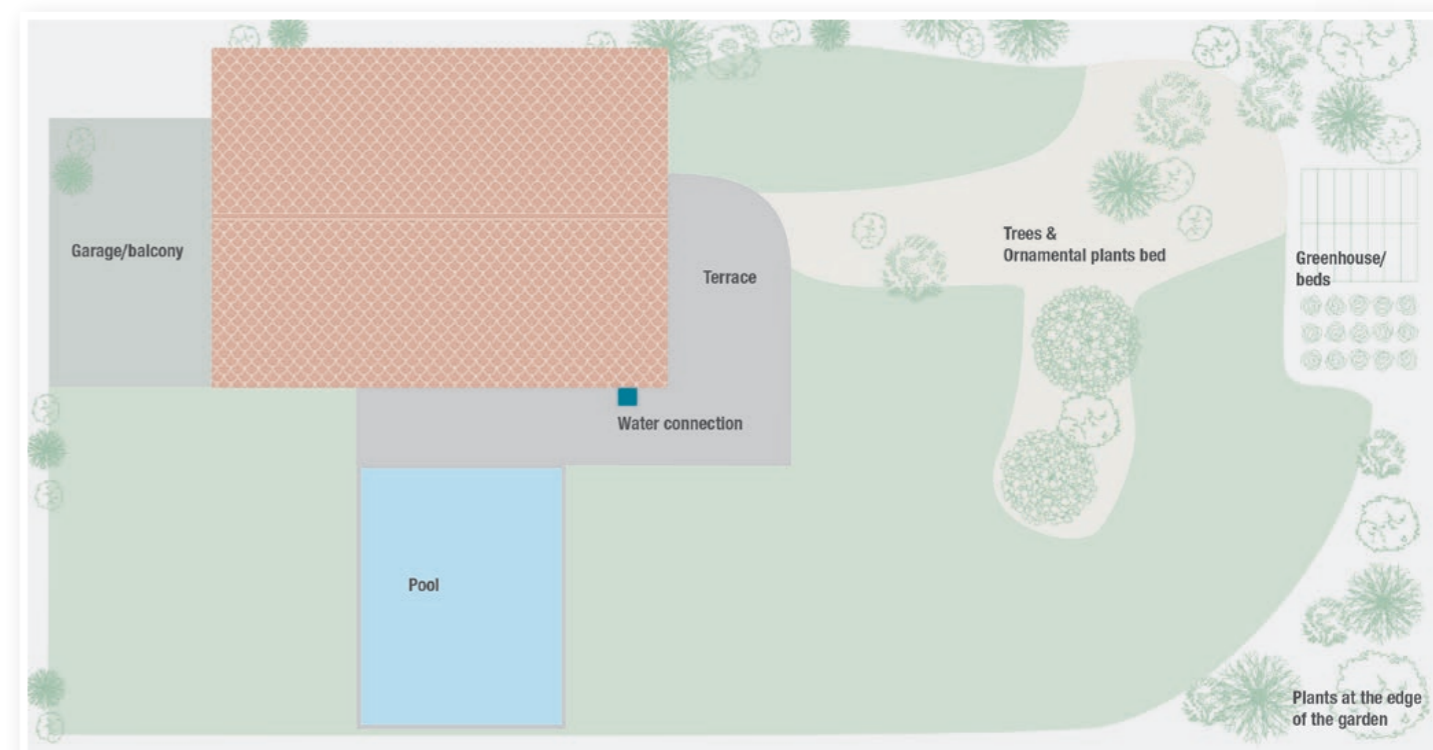 Garage/balcony
Terrace
Trees &
Ornamental plants bed
Greenhouse/
beds
Water connection
Pool
Plants at the edge
of the garden